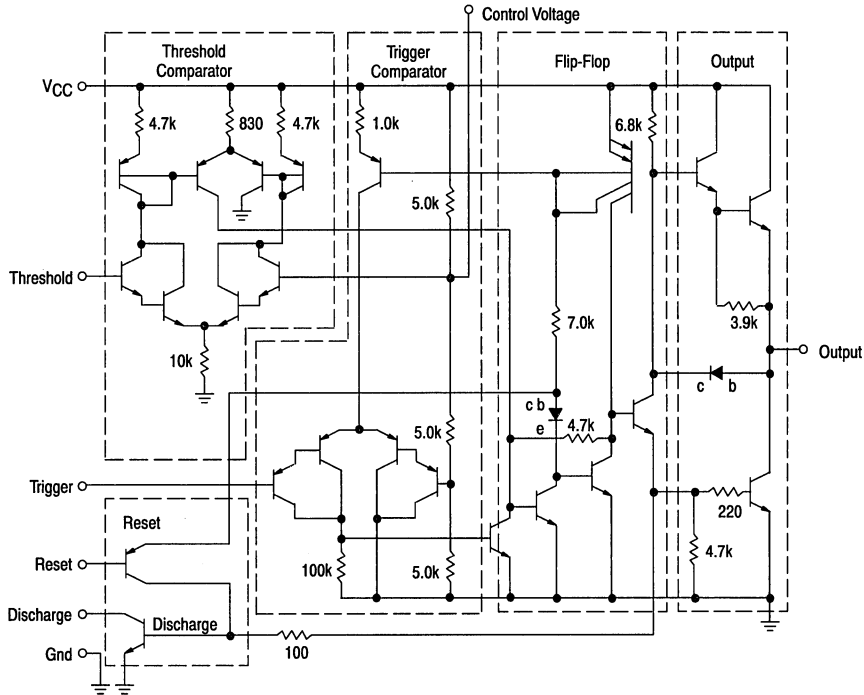 Control Voltage
Threshold
Comparator
Trigger
Comparator
Flip-Flop
Output
VCC
4.7k
830
4.7k
1.0k
6.8k
5.0k
Threshold
10k
7.0k
3.9k
Output
c b
e
c b
5.0k
4.7k
Trigger
220
Reset
4.7k
Reset
100k
5.0k
Discharge
Discharge
100
Gnd